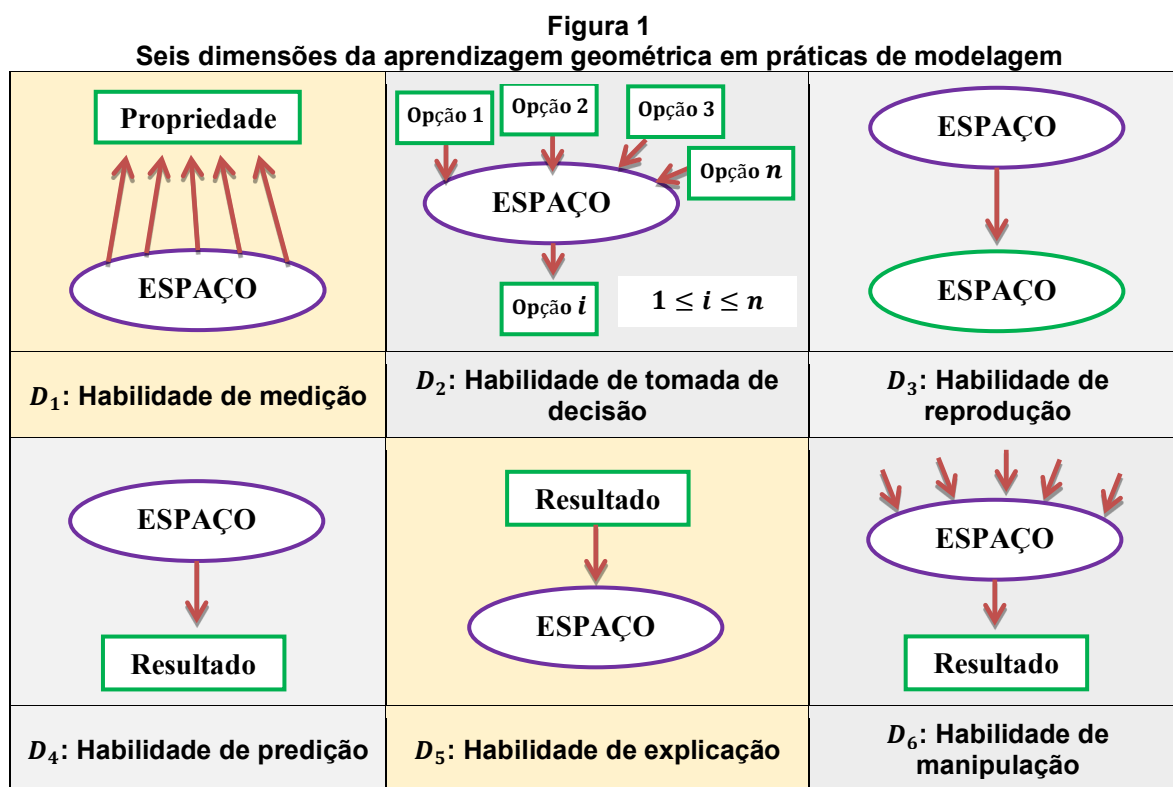 Figura 1
Seis dimensões da aprendizagem geométrica em práticas de modelagem
Propriedade
ESPAÇO
Opção 1
Opção 2
Opção 3
Opção n
ESPAÇO
Opção i
1 ≤ i ≤ n
ESPAÇO
ESPAÇO
D₁: Habilidade de medição
D₂: Habilidade de tomada de
decisão
D₃: Habilidade de
reprodução
ESPAÇO
Resultado
Resultado
ESPAÇO
ESPAÇO
Resultado
D₄: Habilidade de predição
D₅: Habilidade de explicação
D₆: Habilidade de
manipulação